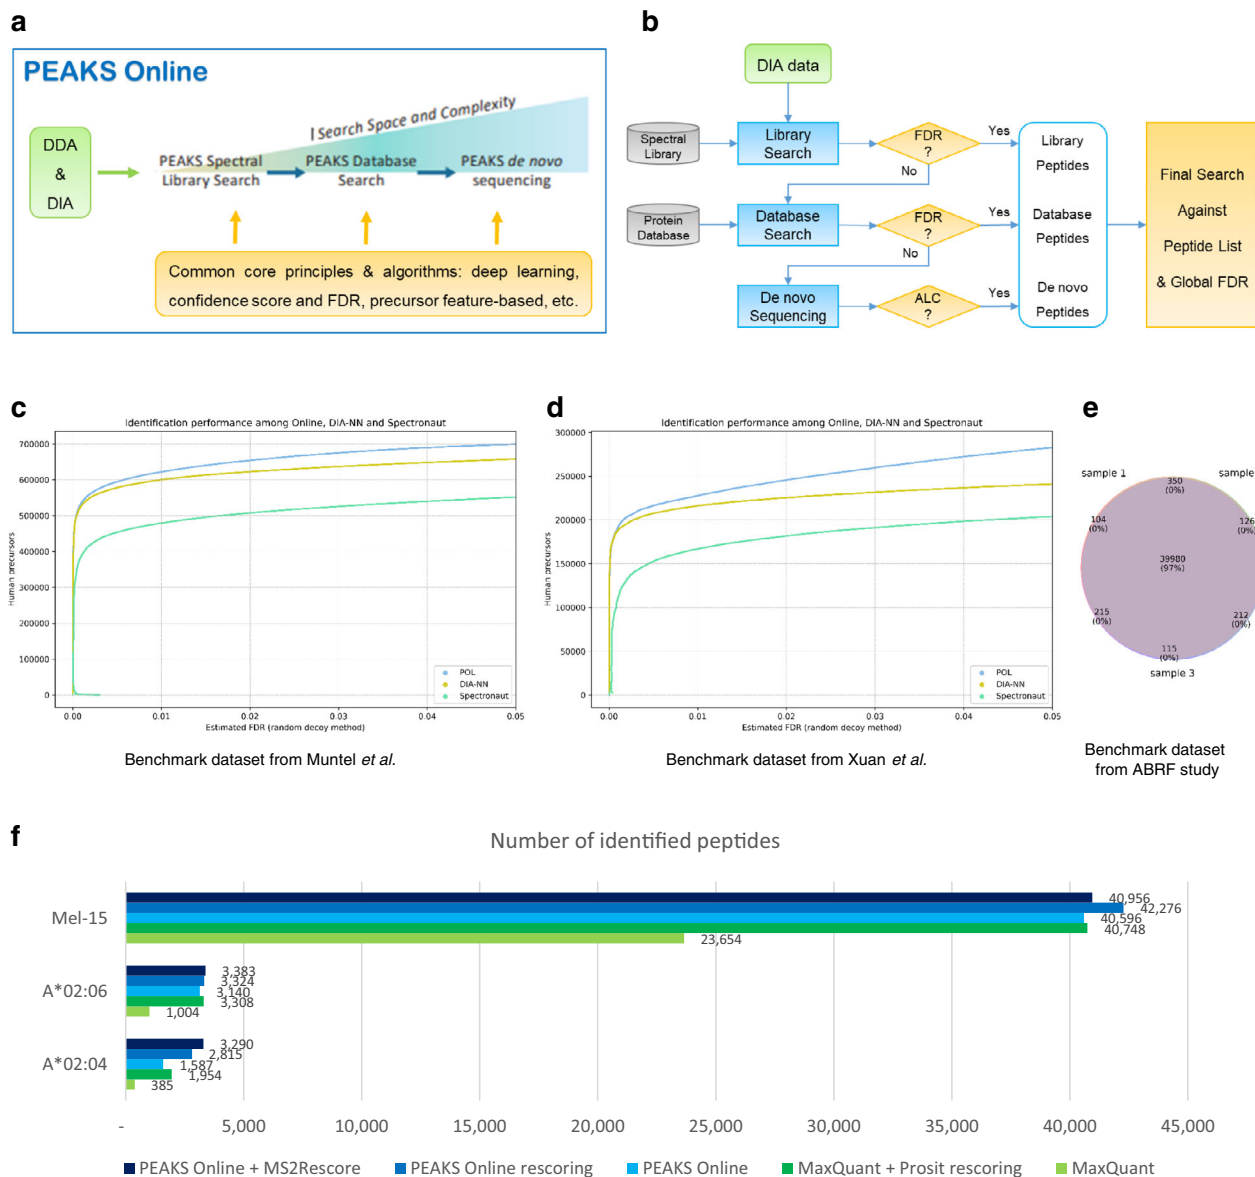 a
PEAKS Online
DDA
&
DIA
| Search Space and Complexity
PEAKS Spectral
Library Search
PEAKS Database
Search
PEAKS de novo
sequencing
Common core principles & algorithms: deep learning,
confidence score and FDR, precursor feature-based, etc.
b
DIA data
Spectral
Library
Library
Search
FDR
?
Yes
No
Protein
Database
Database
Search
FDR
?
Yes
No
De novo
Sequencing
ALC
?
Yes
Library
Peptides
Database
Peptides
De novo
Peptides
Final Search
Against
Peptide List
& Global FDR
c
Identification performance among Online, DIA-NN and Spectronaut
Human precursors
700000
600000
500000
400000
300000
200000
100000
0
0.00
0.01
0.02
0.03
0.04
0.05
POL
DIA-NN
Spectronaut
Estimated FDR (random decoy method)
Benchmark dataset from Muntel et al.
d
Identification performance among Online, DIA-NN and Spectronaut
Human precursors
300000
250000
200000
150000
100000
50000
0
0.00
0.01
0.02
0.03
0.04
0.05
POL
DIA-NN
Spectronaut
Estimated FDR (random decoy method)
Benchmark dataset from Xuan et al.
e
sample 1
sample
350
(0%)
104
(0%)
126
(0%)
39980
(97%)
215
(0%)
212
(0%)
115
(0%)
sample 3
Benchmark dataset
from ABRF study
f
Number of identified peptides
Mel-15
40,956
42,276
40,596
40,748
23,654
A*02:06
3,383
3,324
3,140
3,308
1,004
A*02:04
3,290
2,815
1,587
1,954
385
-
5,000
10,000
15,000
20,000
25,000
30,000
35,000
40,000
45,000
PEAKS Online + MS2Rescore
PEAKS Online rescoring
PEAKS Online
MaxQuant + Prosit rescoring
MaxQuant